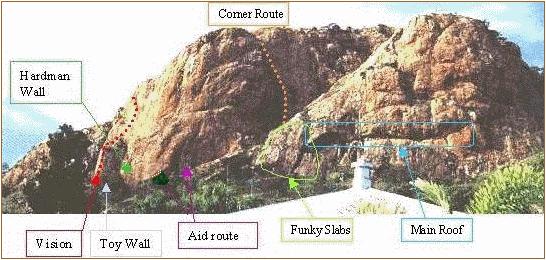 Corner Route
Hardman
Wall
Vision
Toy Wall
Aid route
Funky Slabs
Main Roof